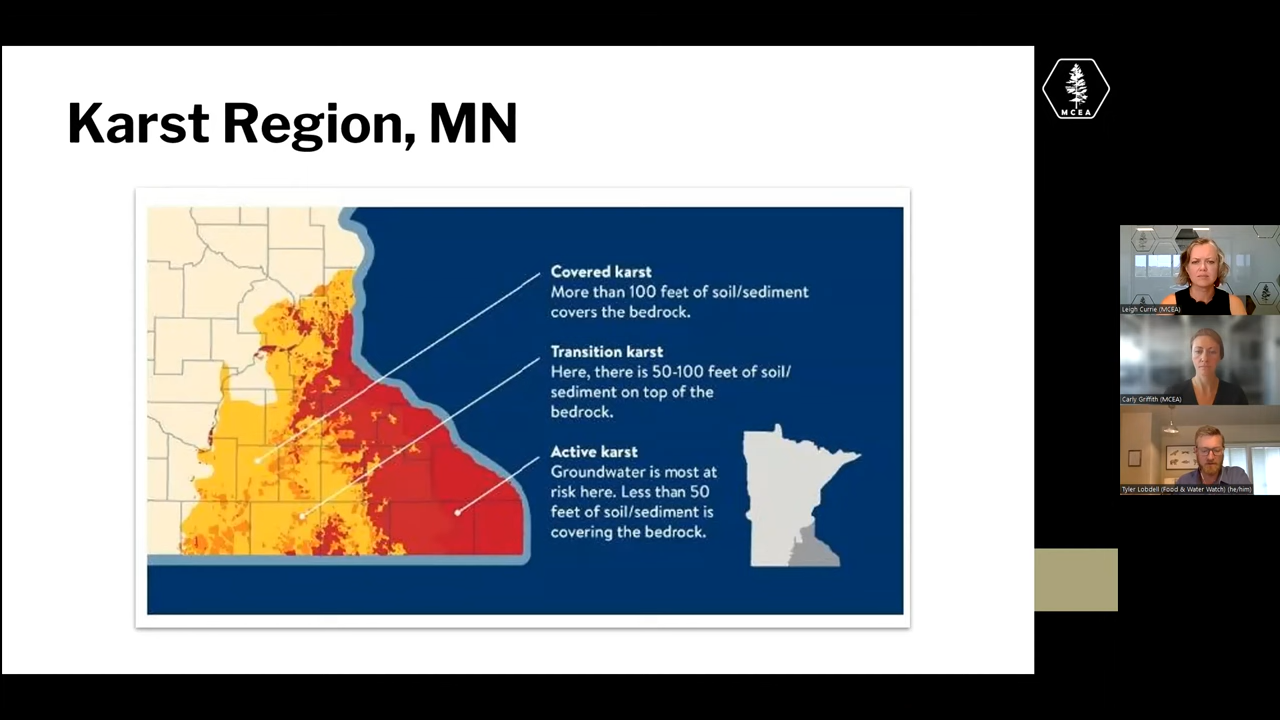 Karst Region, MN
Covered karst
More than 100 feet of soil/sediment
covers the bedrock.
Transition karst
Here, there is 50-100 feet of soil/
sediment on top of the
bedrock.
Active karst
Groundwater is most at
risk here. Less than 50
feet of soil/sediment is
covering the bedrock.
MCEA
Leigh Currie (MCEA)
Carly Griffith (MCEA)
Tyler Lobdell (Food & Water Watch) (he/him)